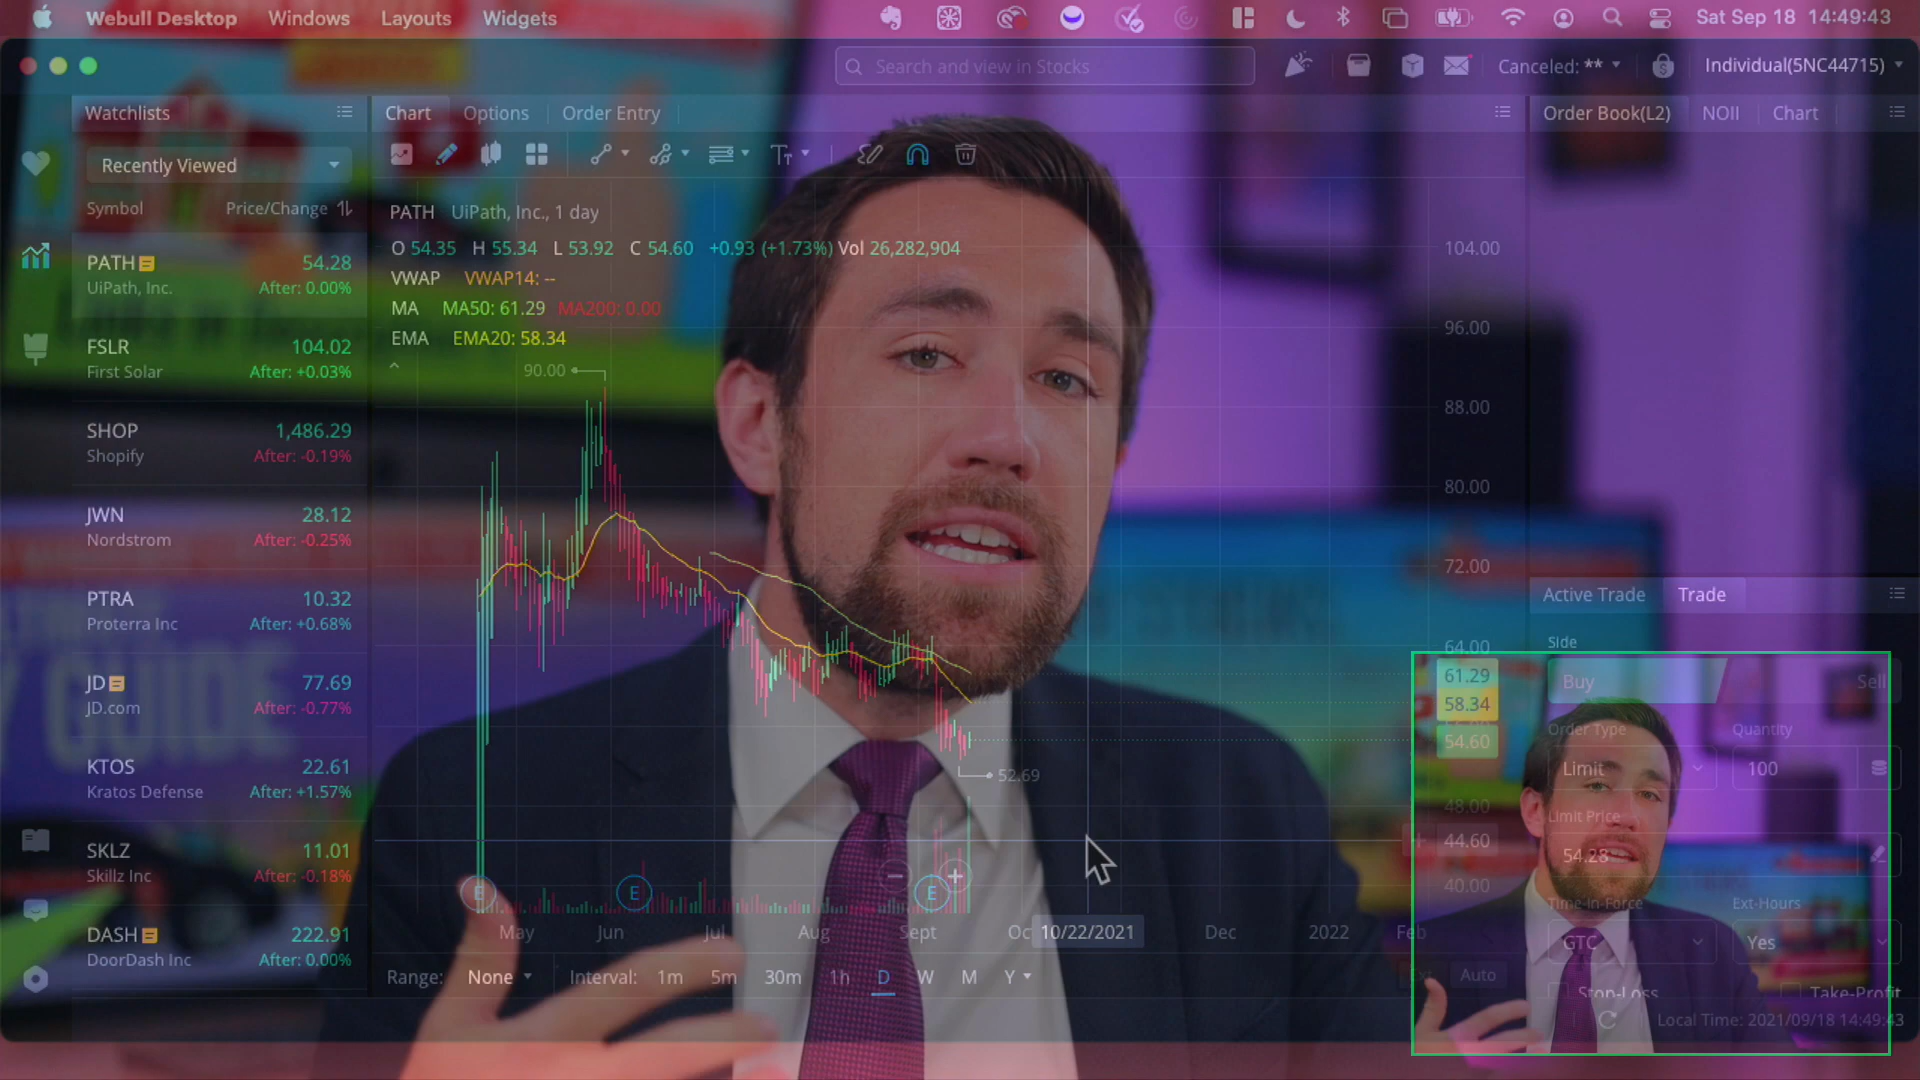 Webull Desktop Windows Layouts Widgets
Sat Sep 18 14:49:43
Search and view in Stocks
Canceled: **
Individual(5NC44715)
Watchlists
Chart Options Order Entry
Order Book(L2) NOII Chart
Recently Viewed
Symbol Price/Change
PATH UiPath, Inc., 1 day
O 54.35 H 55.34 L 53.92 C 54.60 +0.93 (+1.73%) Vol 26,282,904
VWAP VWAP14: --
MA MA50: 61.29 MA200: 0.00
EMA EMA20: 58.34
PATH 54.28
UiPath, Inc. After: 0.00%
FSLR 104.02
First Solar After: +0.03%
SHOP 1,486.29
Shopify After: -0.19%
JWN 28.12
Nordstrom After: -0.25%
PTRA 10.32
Proterra Inc After: +0.68%
JD 77.69
JD.com After: -0.77%
KTOS 22.61
Kratos Defense After: +1.57%
SKLZ 11.01
Skillz Inc After: -0.18%
DASH 222.91
DoorDash Inc After: 0.00%
90.00
52.69
104.00
96.00
88.00
80.00
72.00
64.00
61.29
58.34
54.60
48.00
44.60
40.00
E E E
May Jun Jul Aug Sept Oc 10/22/2021 Dec 2022 Feb
Range: None Interval: 1m 5m 30m 1h D W M Y
Auto
Active Trade Trade
Side
Buy Sell
Order Type Quantity
Limit 100
Limit Price
54.28
Time-in-Force Ext-Hours
GTC Yes
Stop-Loss Take-Profit
Local Time: 2021/09/18 14:49:43
GUIDE